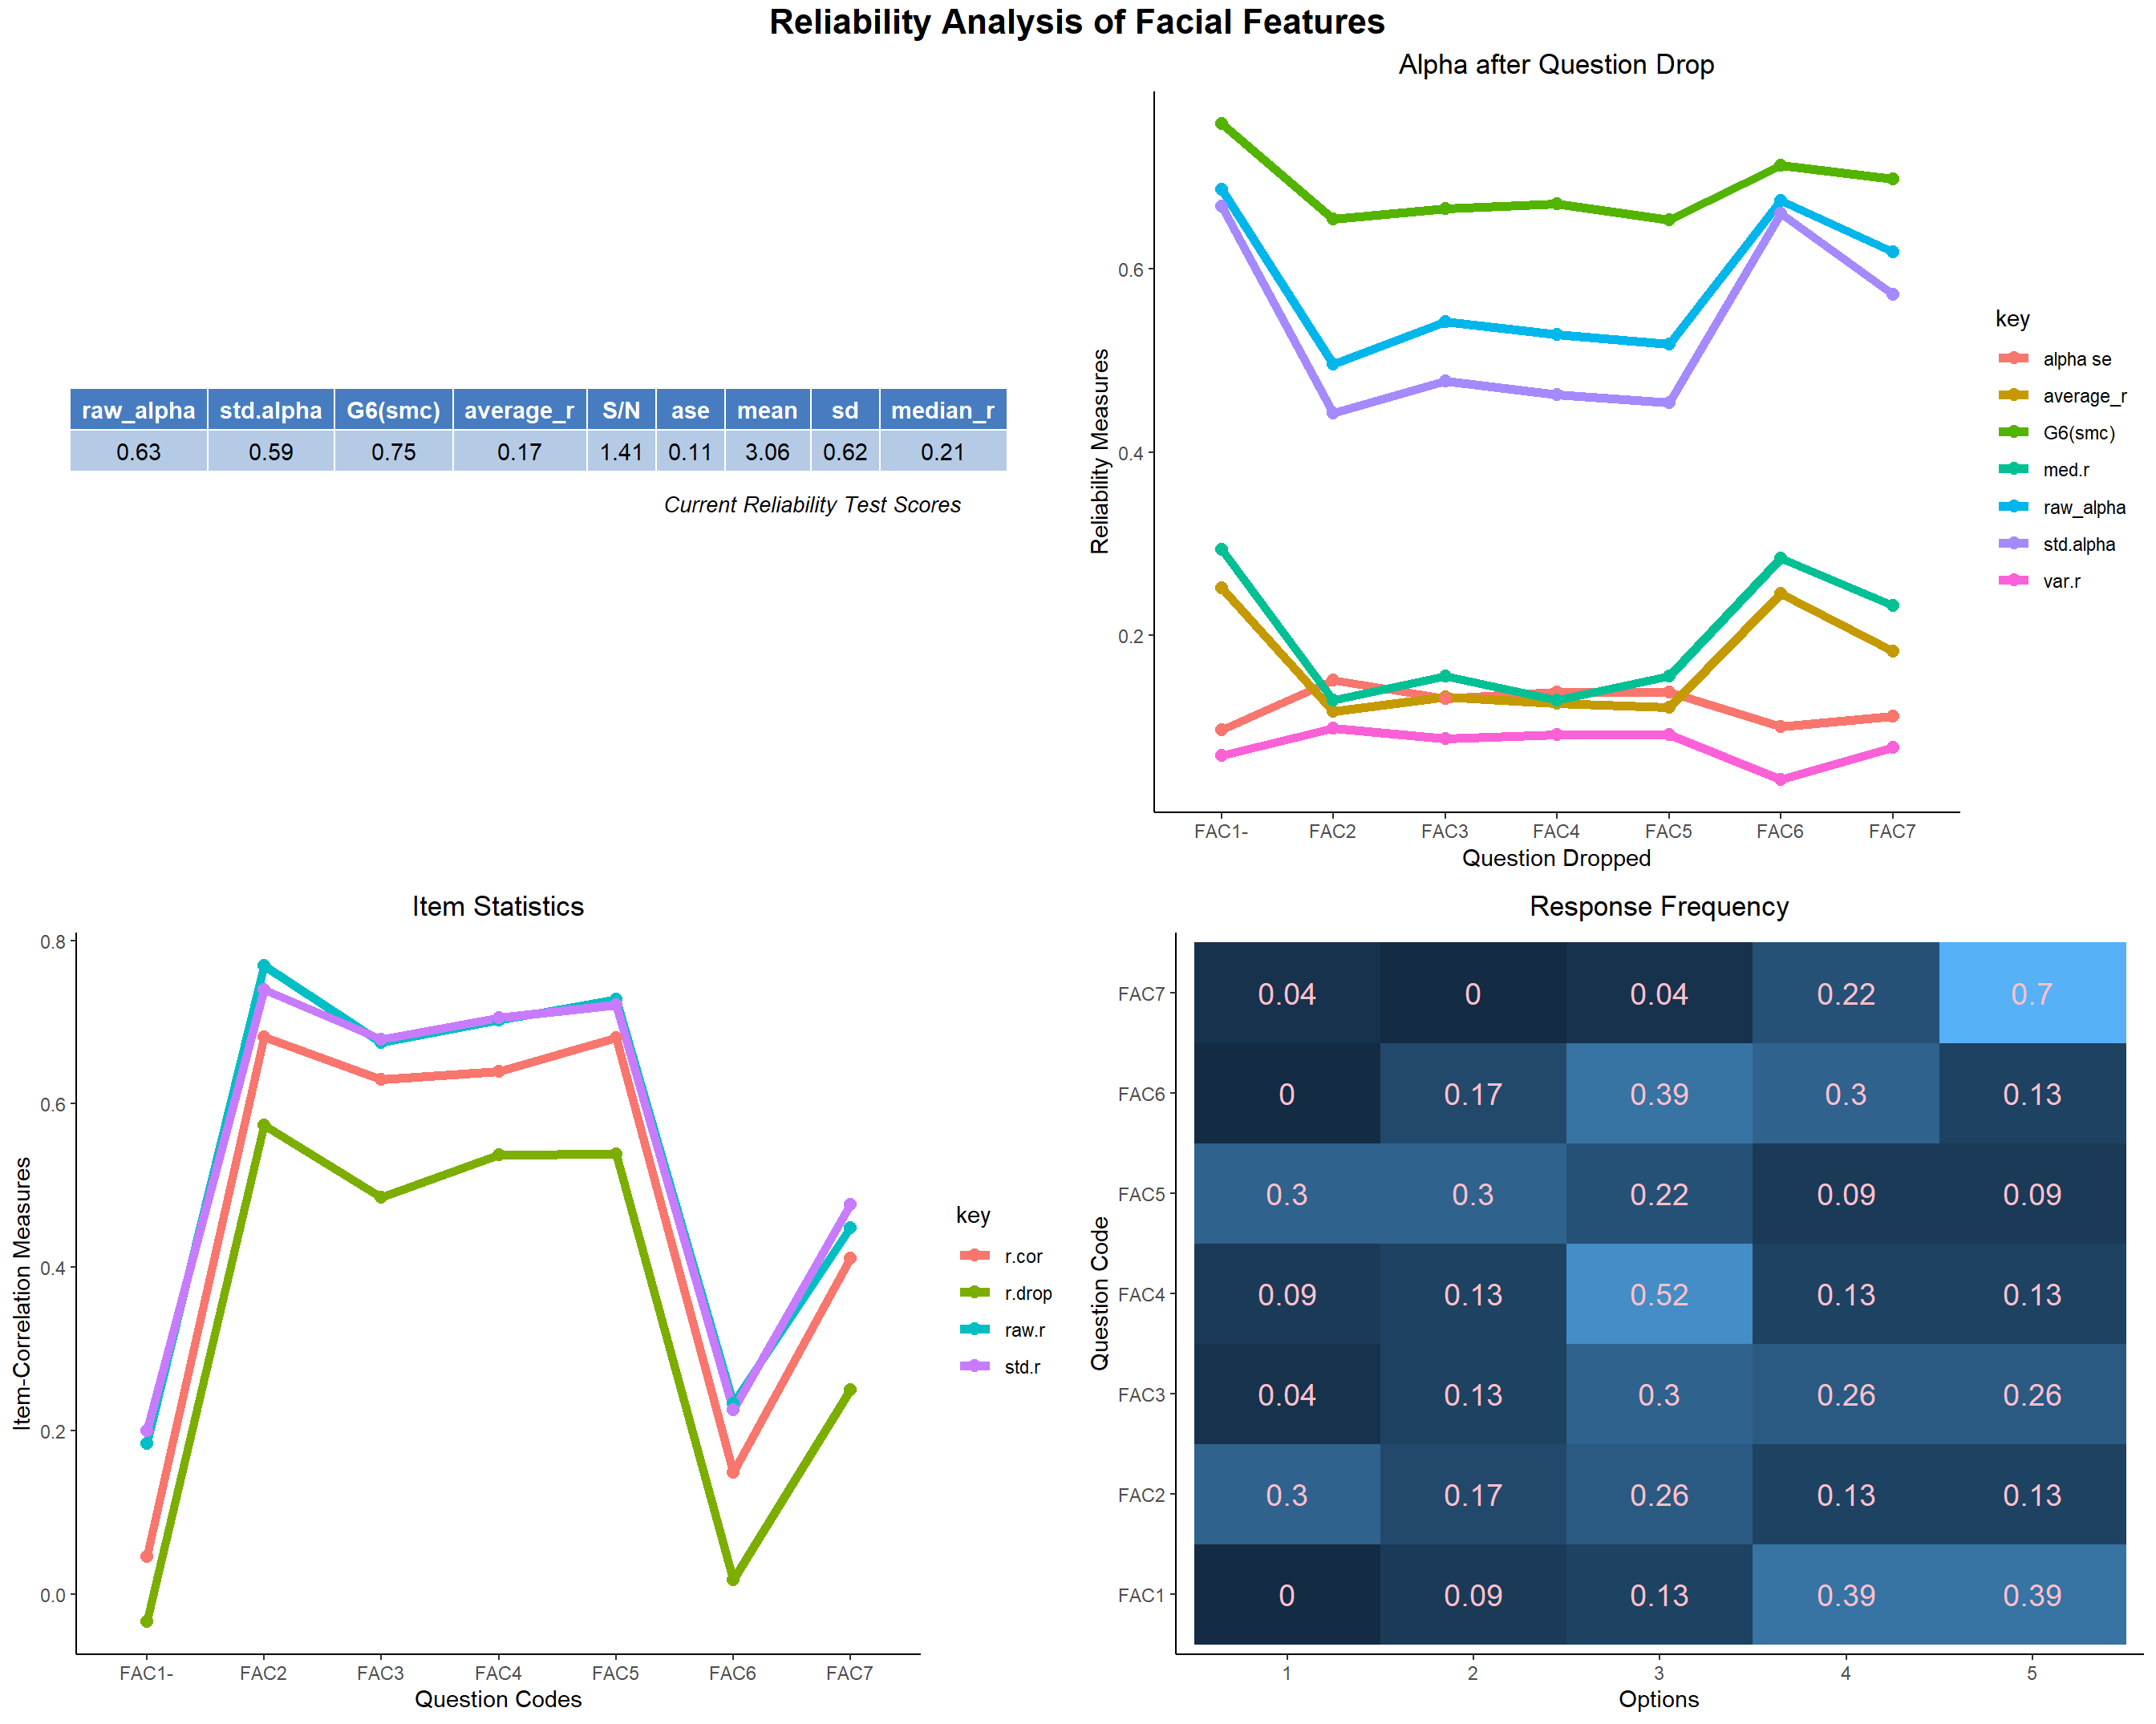 Reliability Analysis of Facial Features
raw_alpha std.alpha G6(smc) average_r S/N ase mean sd median_r
0.63 0.59 0.75 0.17 1.41 0.11 3.06 0.62 0.21
Current Reliability Test Scores
Alpha after Question Drop
Reliability Measures
0.6
0.4
0.2
FAC1- FAC2 FAC3 FAC4 FAC5 FAC6 FAC7
Question Dropped
key
alpha se
average_r
G6(smc)
med.r
raw_alpha
std.alpha
var.r
Item Statistics
Item-Correlation Measures
0.8
0.6
0.4
0.2
0.0
FAC1- FAC2 FAC3 FAC4 FAC5 FAC6 FAC7
Question Codes
key
r.cor
r.drop
raw.r
std.r
Response Frequency
Question Code
FAC7 0.04 0 0.04 0.22 0.7
FAC6 0 0.17 0.39 0.3 0.13
FAC5 0.3 0.3 0.22 0.09 0.09
FAC4 0.09 0.13 0.52 0.13 0.13
FAC3 0.04 0.13 0.3 0.26 0.26
FAC2 0.3 0.17 0.26 0.13 0.13
FAC1 0 0.09 0.13 0.39 0.39
1 2 3 4 5
Options